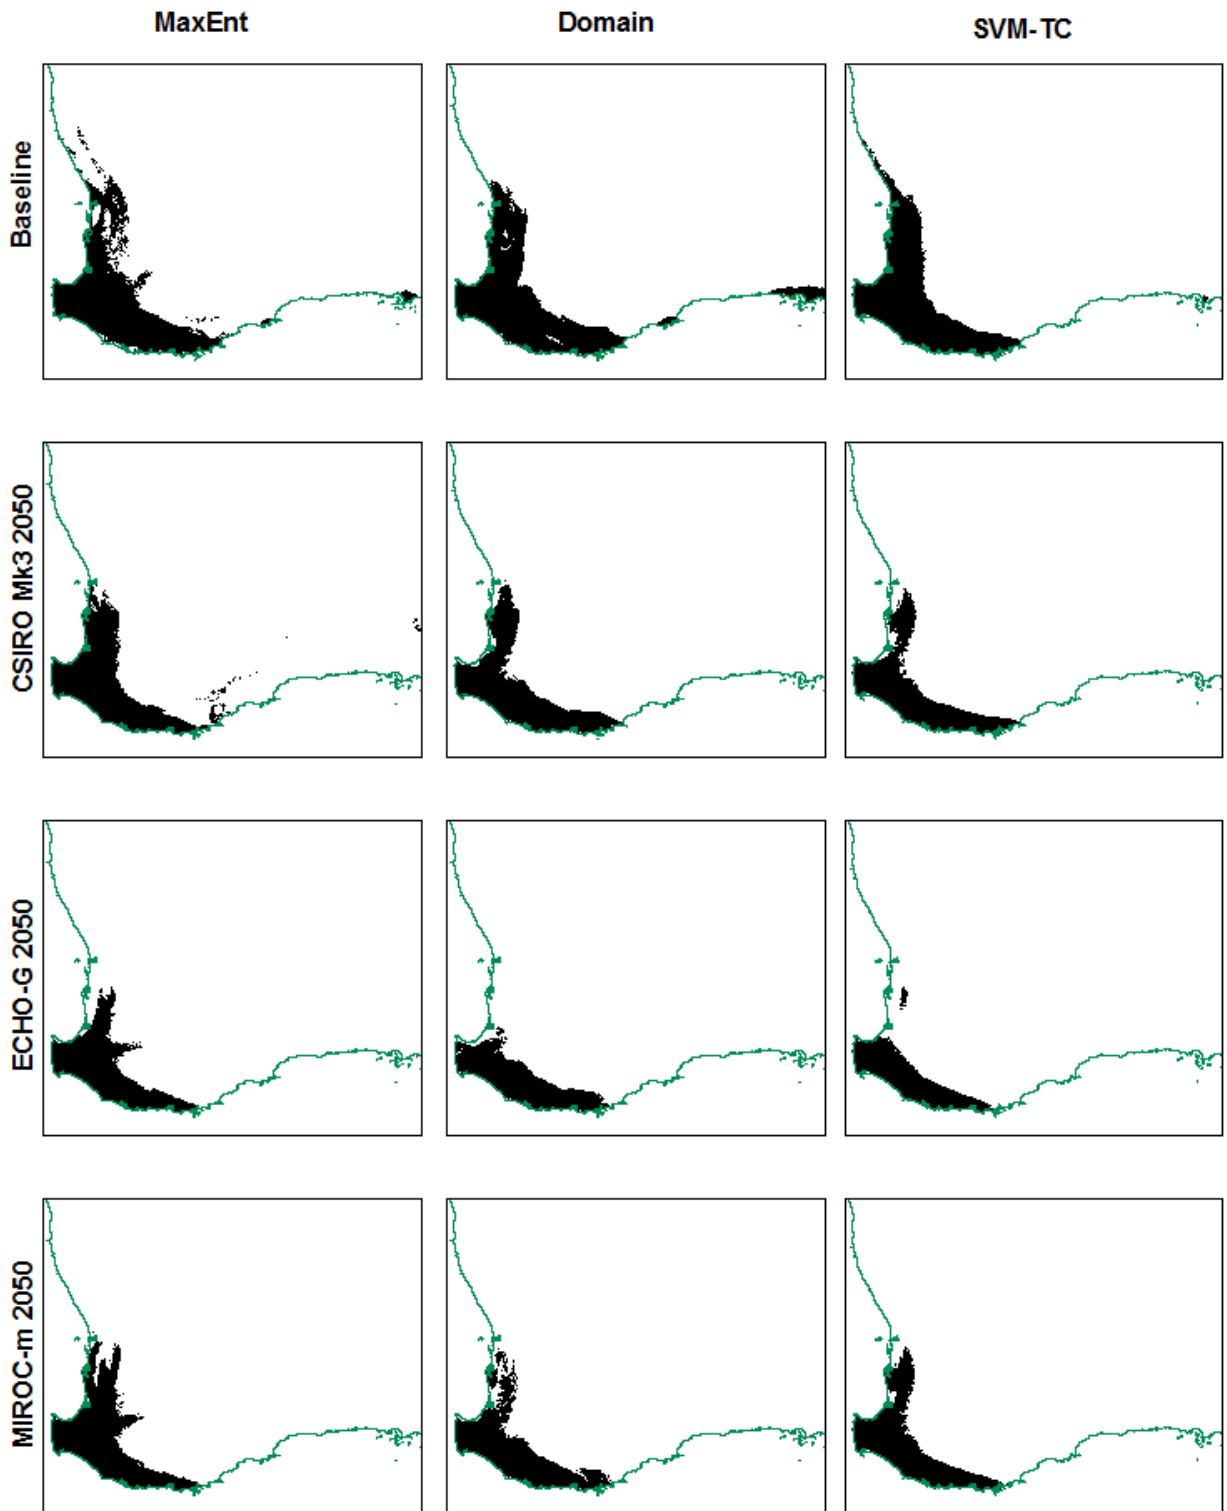 MaxEnt Domain SVM-TC
Baseline
CSIRO Mk3 2050
ECHO-G 2050
MIROC-m 2050